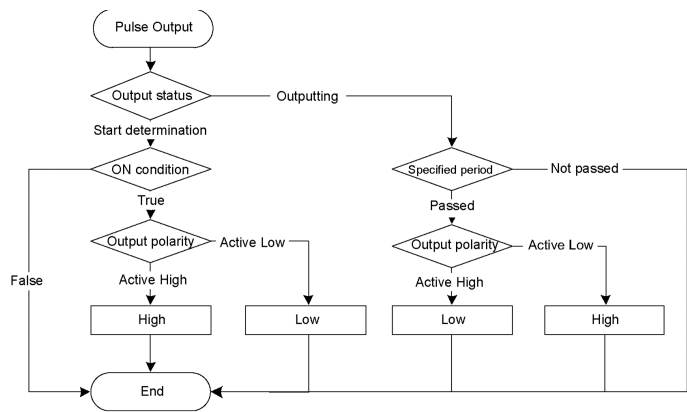 Pulse Output
Output status
Outputting
Start determination
ON condition
Specified period
Not passed
True
Passed
Output polarity
Active Low
Output polarity
Active Low
False
Active High
Active High
High
Low
Low
High
End